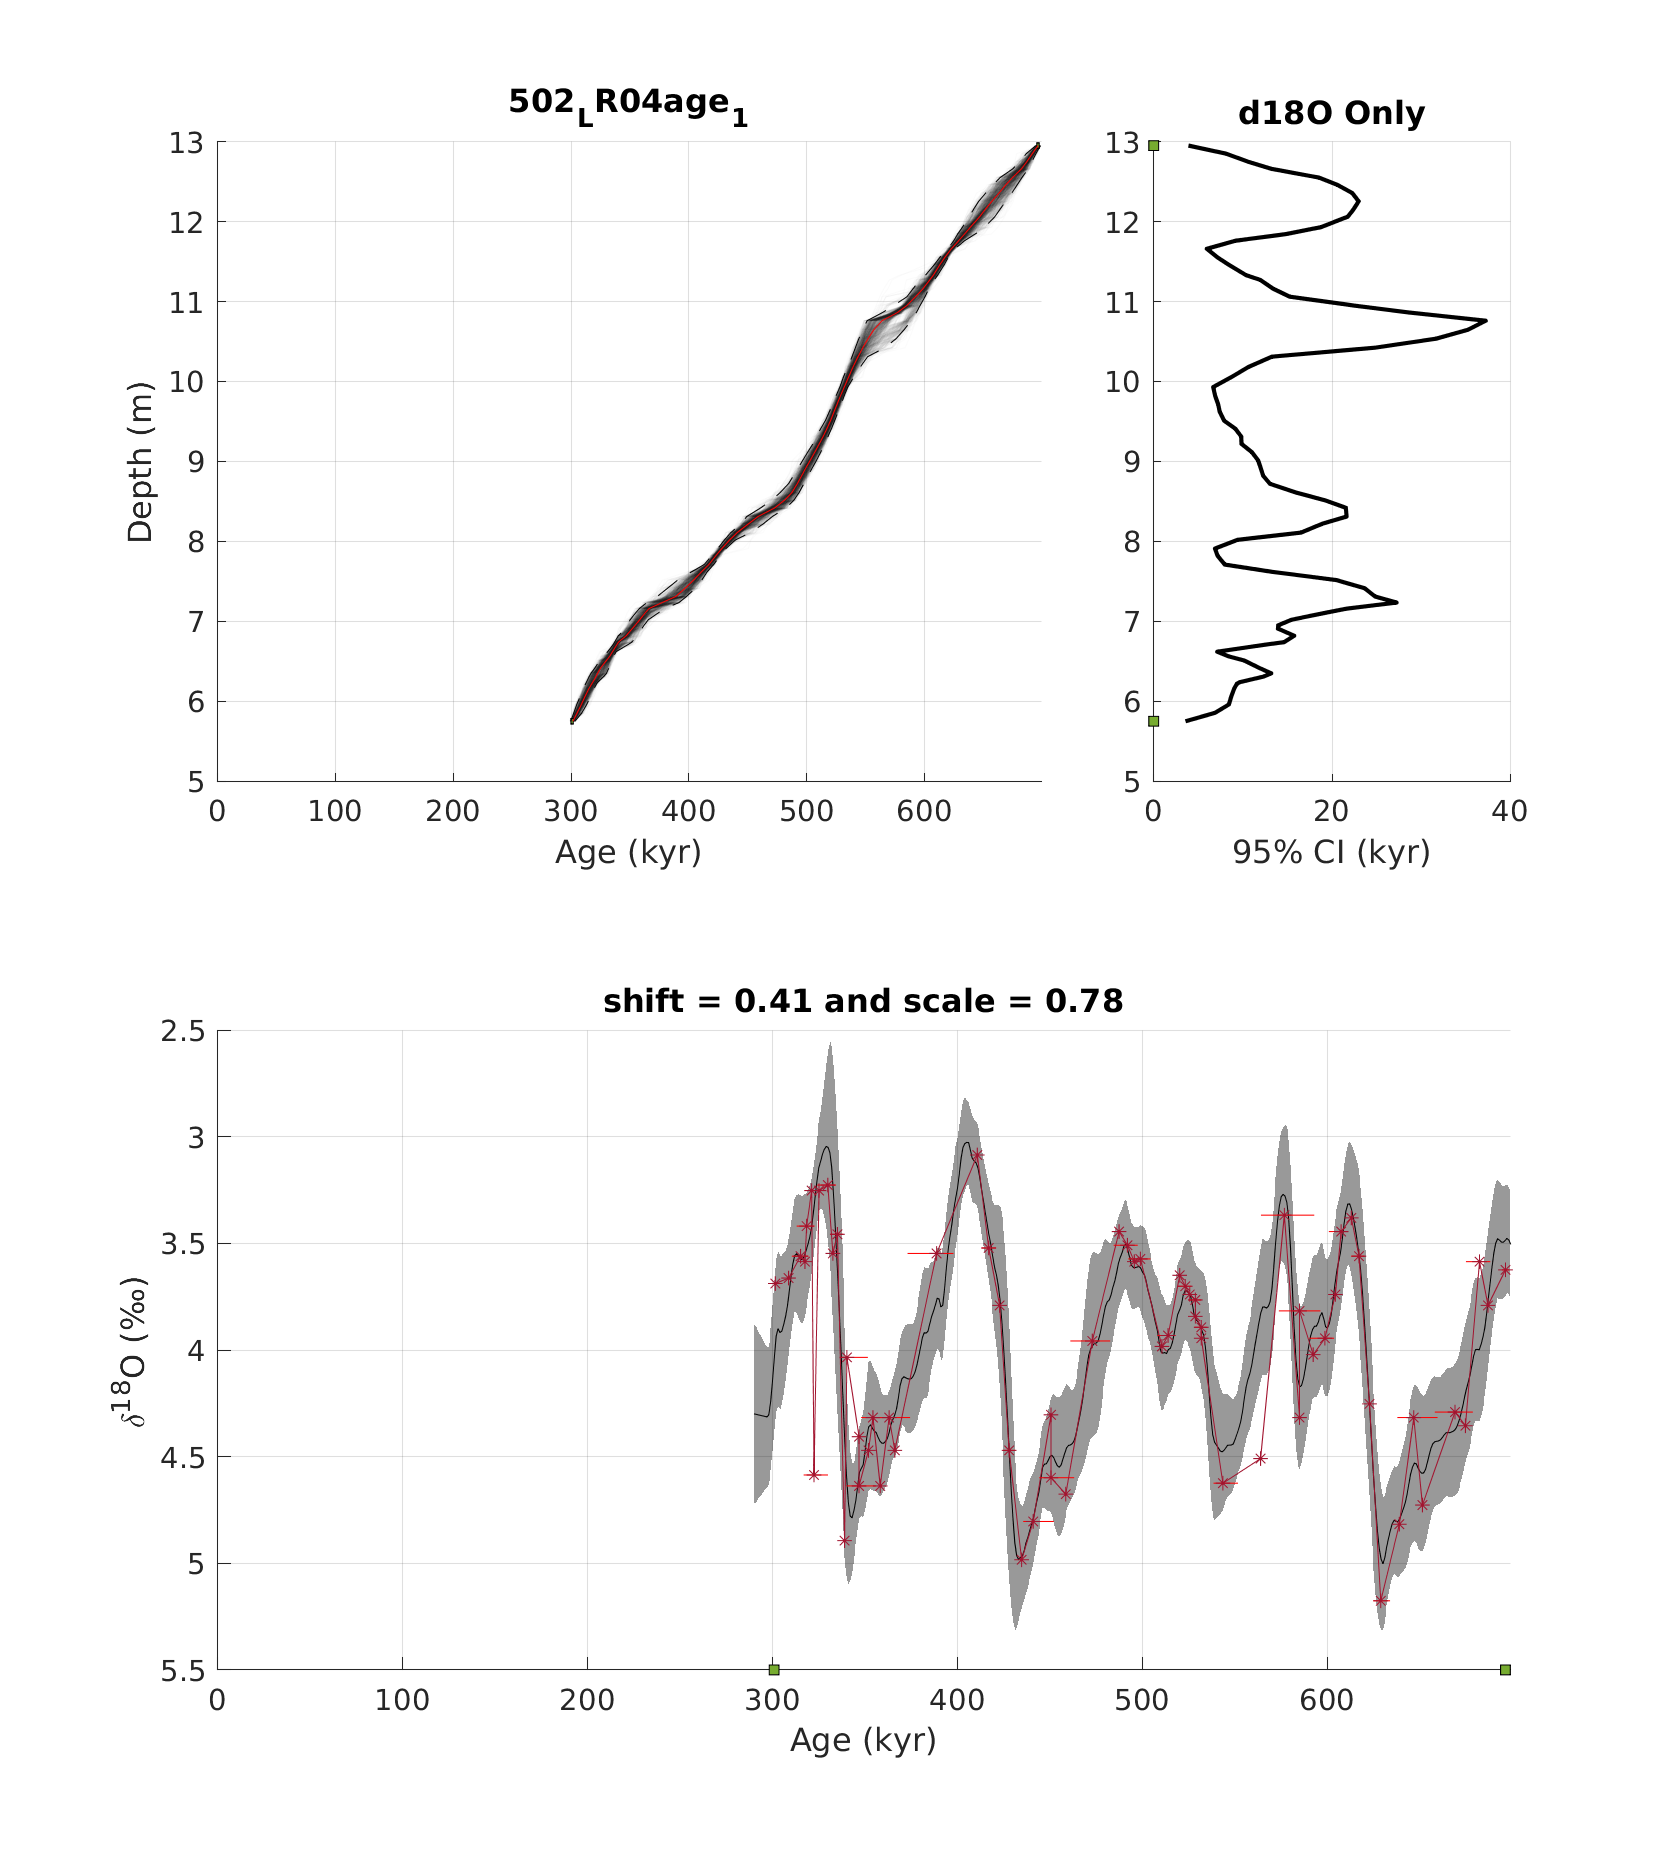 502LR04age1
d18O Only
13
12
11
10
9
8
7
6
5
Depth (m)
0 100 200 300 400 500 600
Age (kyr)
13
12
11
10
9
8
7
6
5
0 20 40
95% CI (kyr)
shift = 0.41 and scale = 0.78
2.5
3
3.5
4
4.5
5
5.5
δ18O (‰)
0 100 200 300 400 500 600
Age (kyr)